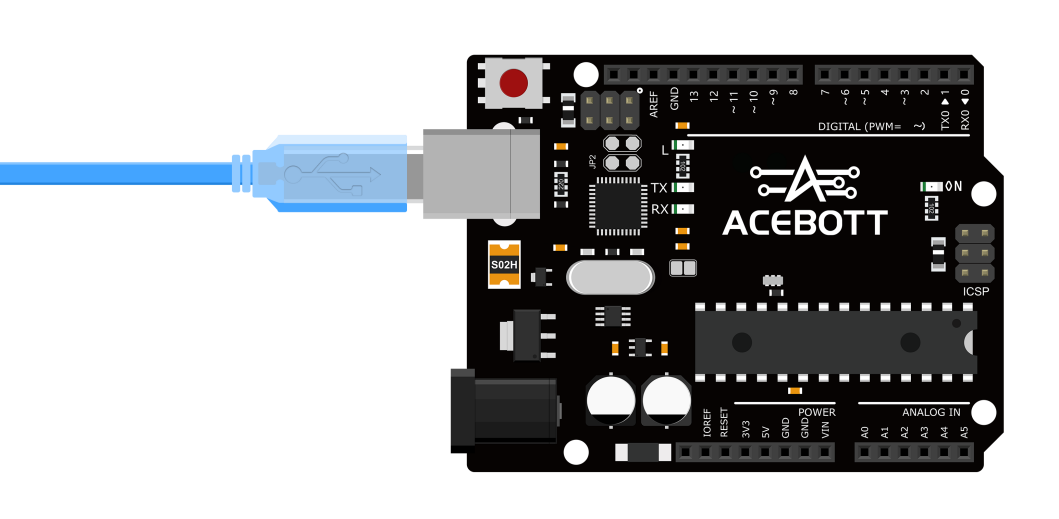 AREF
GND
13
12
~11
~10
~9
8
7
~6
~5
4
~3
2
TX0 ▶ 1
RX0 ◀ 0
DIGITAL (PWM= ~)
L
JP2
TX
RX
ON
ACEBOTT
S02H
ICSP
POWER
ANALOG IN
IOREF
RESET
3V3
5V
GND
GND
VIN
A0
A1
A2
A3
A4
A5